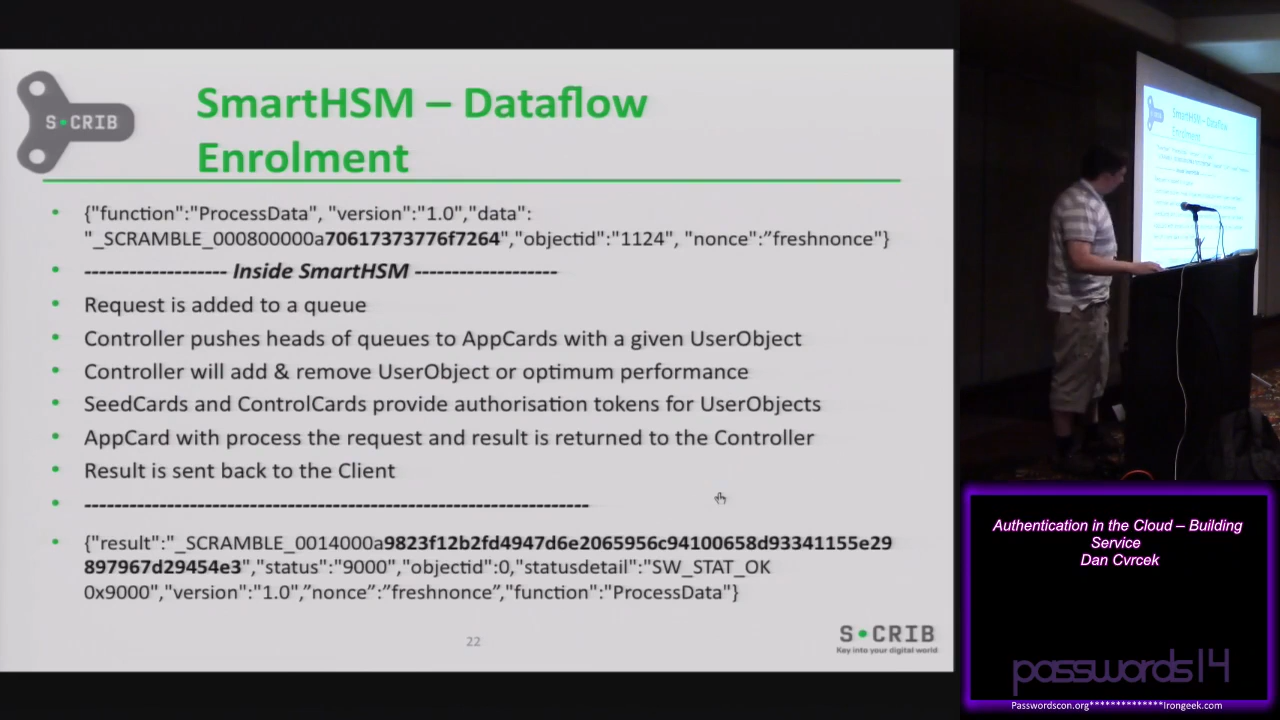 S•CRIB
SmartHSM – Dataflow
Enrolment
{"function":"ProcessData", "version":"1.0","data":
"_SCRAMBLE_000800000a70617373776f7264","objectid":"1124", "nonce":"freshnonce"}
------------------- Inside SmartHSM -------------------
Request is added to a queue
Controller pushes heads of queues to AppCards with a given UserObject
Controller will add & remove UserObject or optimum performance
SeedCards and ControlCards provide authorisation tokens for UserObjects
AppCard with process the request and result is returned to the Controller
Result is sent back to the Client
-------------------------------------------------------------------
{"result":"_SCRAMBLE_0014000a9823f12b2fd4947d6e2065956c94100658d93341155e29
897967d29454e3","status":"9000","objectid":0,"statusdetail":"SW_STAT_OK
0x9000","version":"1.0","nonce":"freshnonce","function":"ProcessData"}
22
S•CRIB
Key into your digital world
SmartHSM – Dataflow
Enrolment
Authentication in the Cloud – Building
Service
Dan Cvrcek
passwords14
Passwordscon.org**************Irongeek.com